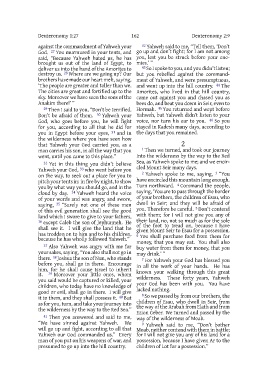 Deuteronomy 1:27
162
Deuteronomy 2:9
against the commandment of Yahweh your
God. 27 You murmured in your tents, and
said, "Because Yahweh hated us, he has
brought us out of the land of Egypt, to
deliver us into the hand of the Amorites to
destroy us. 28 Where are we going up? Our
brothers have made our heart melt, saying,
'The people are greater and taller than we.
The cities are great and fortified up to the
sky. Moreover we have seen the sons of the
Anakim there!'"
29 Then I said to you, "Don't be terrified.
Don't be afraid of them. 30 Yahweh your
God, who goes before you, he will fight
for you, according to all that he did for
you in Egypt before your eyes, 31 and in
the wilderness where you have seen how
that Yahweh your God carried you, as a
man carries his son, in all the way that you
went, until you came to this place."
32 Yet in this thing you didn't believe
Yahweh your God, 33 who went before you
on the way, to seek out a place for you to
pitch your tents in: in fire by night, to show
you by what way you should go, and in the
cloud by day. 34 Yahweh heard the voice
of your words and was angry, and swore,
saying, 35 "Surely not one of these men
of this evil generation shall see the good
land which I swore to give to your fathers,
36 except Caleb the son of Jephunneh. He
shall see it. I will give the land that he
has trodden on to him and to his children,
because he has wholly followed Yahweh."
37 Also Yahweh was angry with me for
your sakes, saying, "You also shall not go in
there. 38 Joshua the son of Nun, who stands
before you, shall go in there. Encourage
him, for he shall cause Israel to inherit
it. 39 Moreover your little ones, whom
you said would be captured or killed, your
children, who today have no knowledge of
good or evil, shall go in there. I will give
it to them, and they shall possess it. 40 But
as for you, turn, and take your journey into
the wilderness by the way to the Red Sea."
41 Then you answered and said to me,
"We have sinned against Yahweh. We
will go up and fight, according to all that
Yahweh our God commanded us." Every
man of you put on his weapons of war, and
presumed to go up into the hill country.
42 Yahweh said to me, "Tell them, 'Don't
go up and don't fight; for I am not among
you, lest you be struck before your enemies.'"
43 So I spoke to you, and you didn't listen;
but you rebelled against the commandment
of Yahweh, and were presumptuous,
and went up into the hill country. 44 The
Amorites, who lived in that hill country,
came out against you and chased you as
bees do, and beat you down in Seir, even to
Hormah. 45 You returned and wept before
Yahweh, but Yahweh didn't listen to your
voice, nor turn his ear to you. 46 So you
stayed in Kadesh many days, according to
the days that you remained.
2
1 Then we turned, and took our journey
into the wilderness by the way to the Red
Sea, as Yahweh spoke to me; and we encircled
Mount Seir many days.
2 Yahweh spoke to me, saying, 3 "You
have encircled this mountain long enough.
Turn northward. 4 Command the people,
saying, 'You are to pass through the border
of your brothers, the children of Esau, who
dwell in Seir; and they will be afraid of
you. Therefore be careful. 5 Don't contend
with them; for I will not give you any of
their land, no, not so much as for the sole
of the foot to tread on, because I have
given Mount Seir to Esau for a possession.
6 You shall purchase food from them for
money, that you may eat. You shall also
buy water from them for money, that you
may drink.'"
7 For Yahweh your God has blessed you
in all the work of your hands. He has
known your walking through this great
wilderness. These forty years, Yahweh
your God has been with you. You have
lacked nothing.
8 So we passed by from our brothers, the
children of Esau, who dwell in Seir, from
the way of the Arabah from Elath and from
Ezion Geber. We turned and passed by the
way of the wilderness of Moab.
9 Yahweh said to me, "Don't bother
Moab, neither contend with them in battle;
for I will not give you any of his land for a
possession, because I have given Ar to the
children of Lot for a possession."